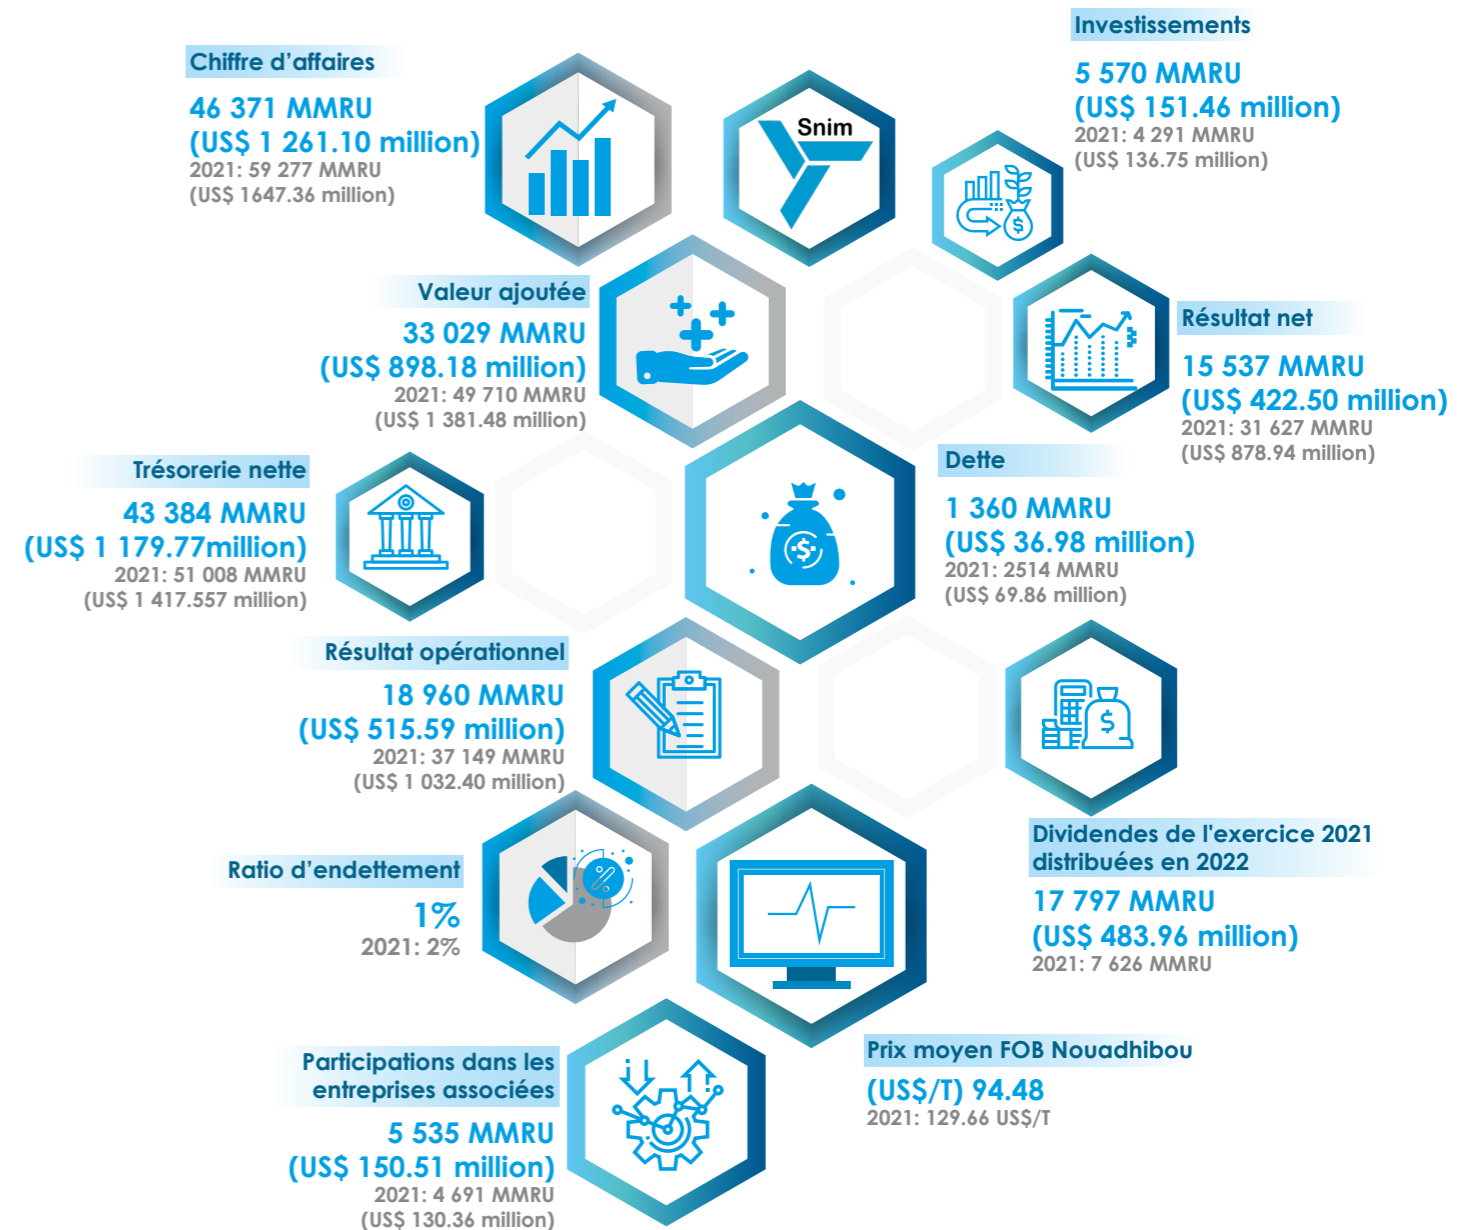 Chiffre d'affaires
46 371 MMRU
(US$ 1 261.10 million)
2021: 59 277 MMRU
(US$ 1647.36 million)
Snim
Investissements
5 570 MMRU
(US$ 151.46 million)
2021: 4 291 MMRU
(US$ 136.75 million)
Valeur ajoutée
33 029 MMRU
(US$ 898.18 million)
2021: 49 710 MMRU
(US$ 1 381.48 million)
Résultat net
15 537 MMRU
(US$ 422.50 million)
2021: 31 627 MMRU
(US$ 878.94 million)
Trésorerie nette
43 384 MMRU
(US$ 1 179.77million)
2021: 51 008 MMRU
(US$ 1 417.557 million)
Dette
1 360 MMRU
(US$ 36.98 million)
2021: 2514 MMRU
(US$ 69.86 million)
Résultat opérationnel
18 960 MMRU
(US$ 515.59 million)
2021: 37 149 MMRU
(US$ 1 032.40 million)
Dividendes de l'exercice 2021
distribuées en 2022
17 797 MMRU
(US$ 483.96 million)
2021: 7 626 MMRU
Ratio d'endettement
1%
2021: 2%
Prix moyen FOB Nouadhibou
(US$/T) 94.48
2021: 129.66 US$/T
Participations dans les
entreprises associées
5 535 MMRU
(US$ 150.51 million)
2021: 4 691 MMRU
(US$ 130.36 million)